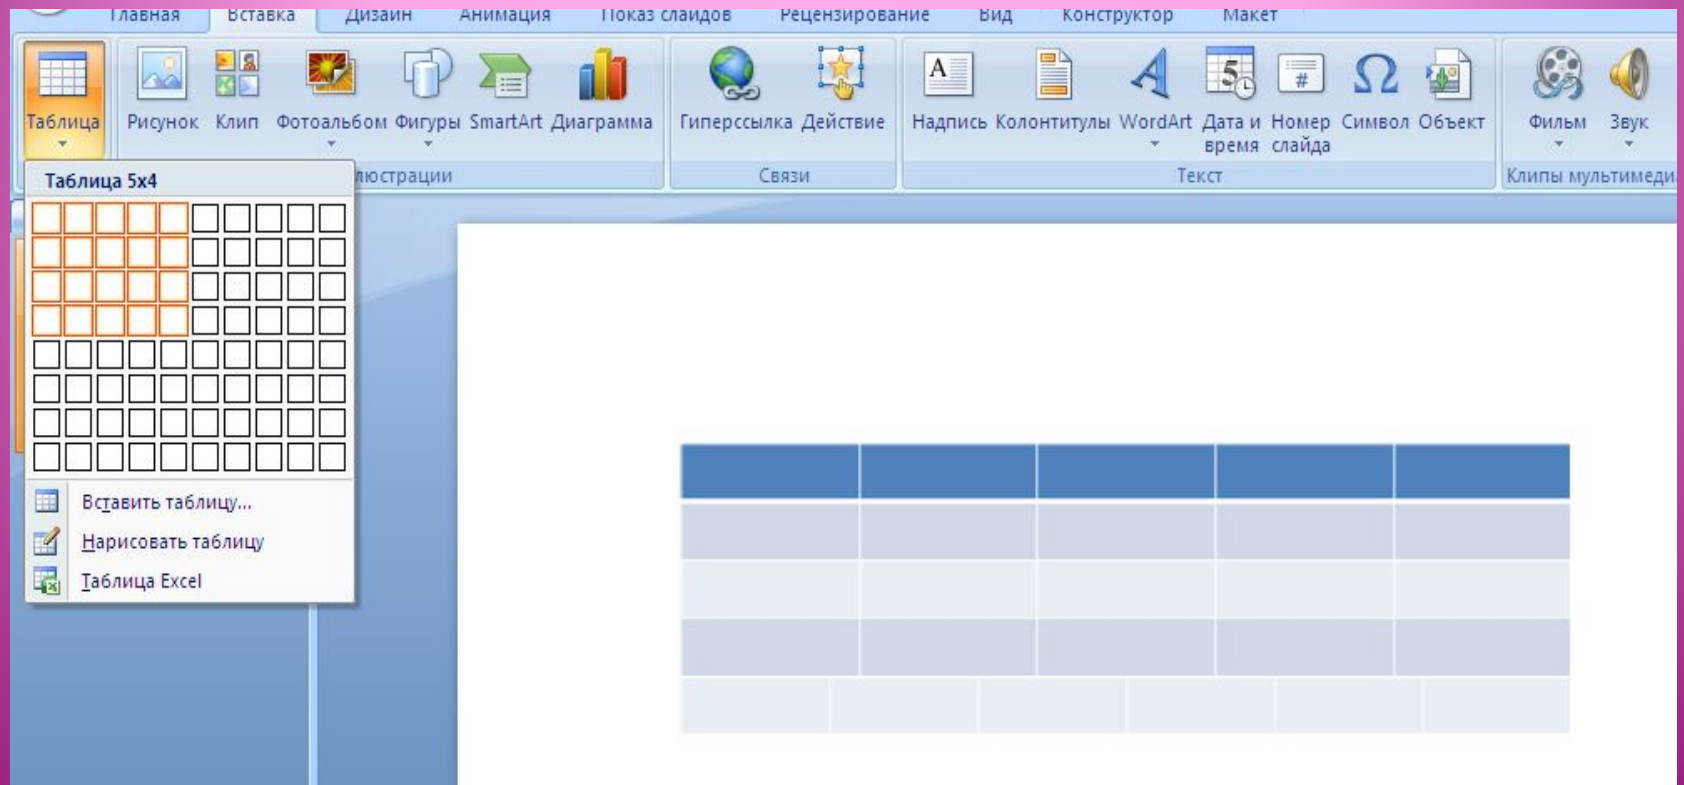 Главная Вставка Дизайн Анимация Показ слайдов Рецензирование Вид Конструктор Макет
Таблица Рисунок Клип Фотоальбом Фигуры SmartArt Диаграмма Гиперссылка Действие Надпись Колонтитулы WordArt Дата и время Номер слайда Символ Объект Фильм Звук
люстрации Связи Текст Клипы мультимеди
Таблица 5x4
Вставить таблицу...
Нарисовать таблицу
Таблица Excel